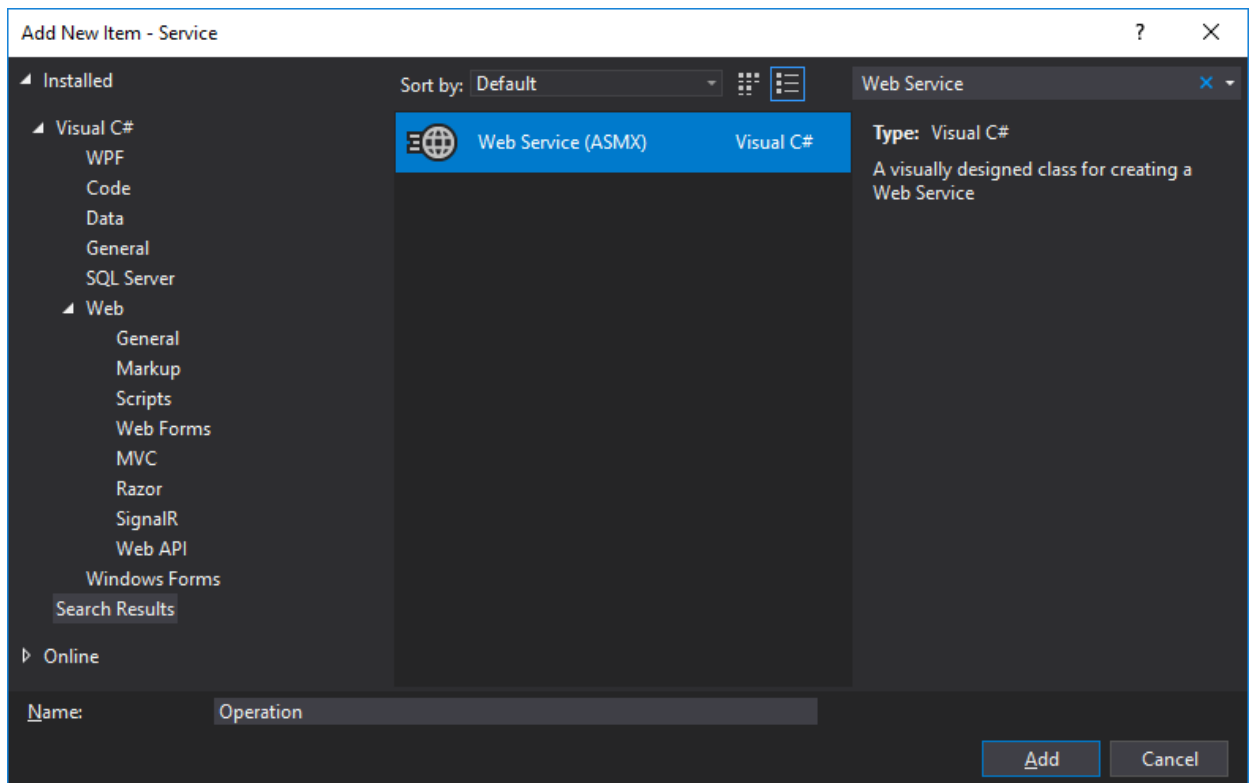 Add New Item - Service
?
Installed
Sort by: Default
Web Service
Visual C#
WPF
Code
Data
General
SQL Server
Web
General
Markup
Scripts
Web Forms
MVC
Razor
SignalR
Web API
Windows Forms
Search Results
Online
Web Service (ASMX) Visual C#
Type: Visual C#
A visually designed class for creating a
Web Service
Name: Operation
Add Cancel